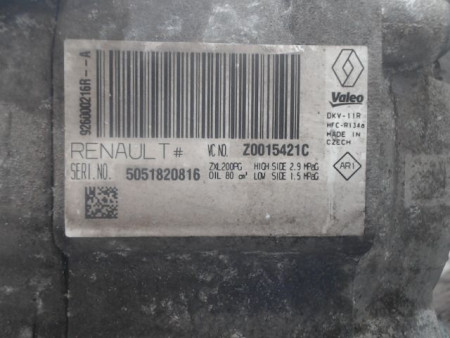 926000216R--A
Valeo
DKV-11R
HFC-R134a
MADE IN
CZECH
RENAULT# VC NO. Z0015421C
SERI.NO. 5051820816
ZXL200PG HIGH SIDE 2.9 MPaG
OIL 80 cm³ LOW SIDE 1.5 MPaG
AR1